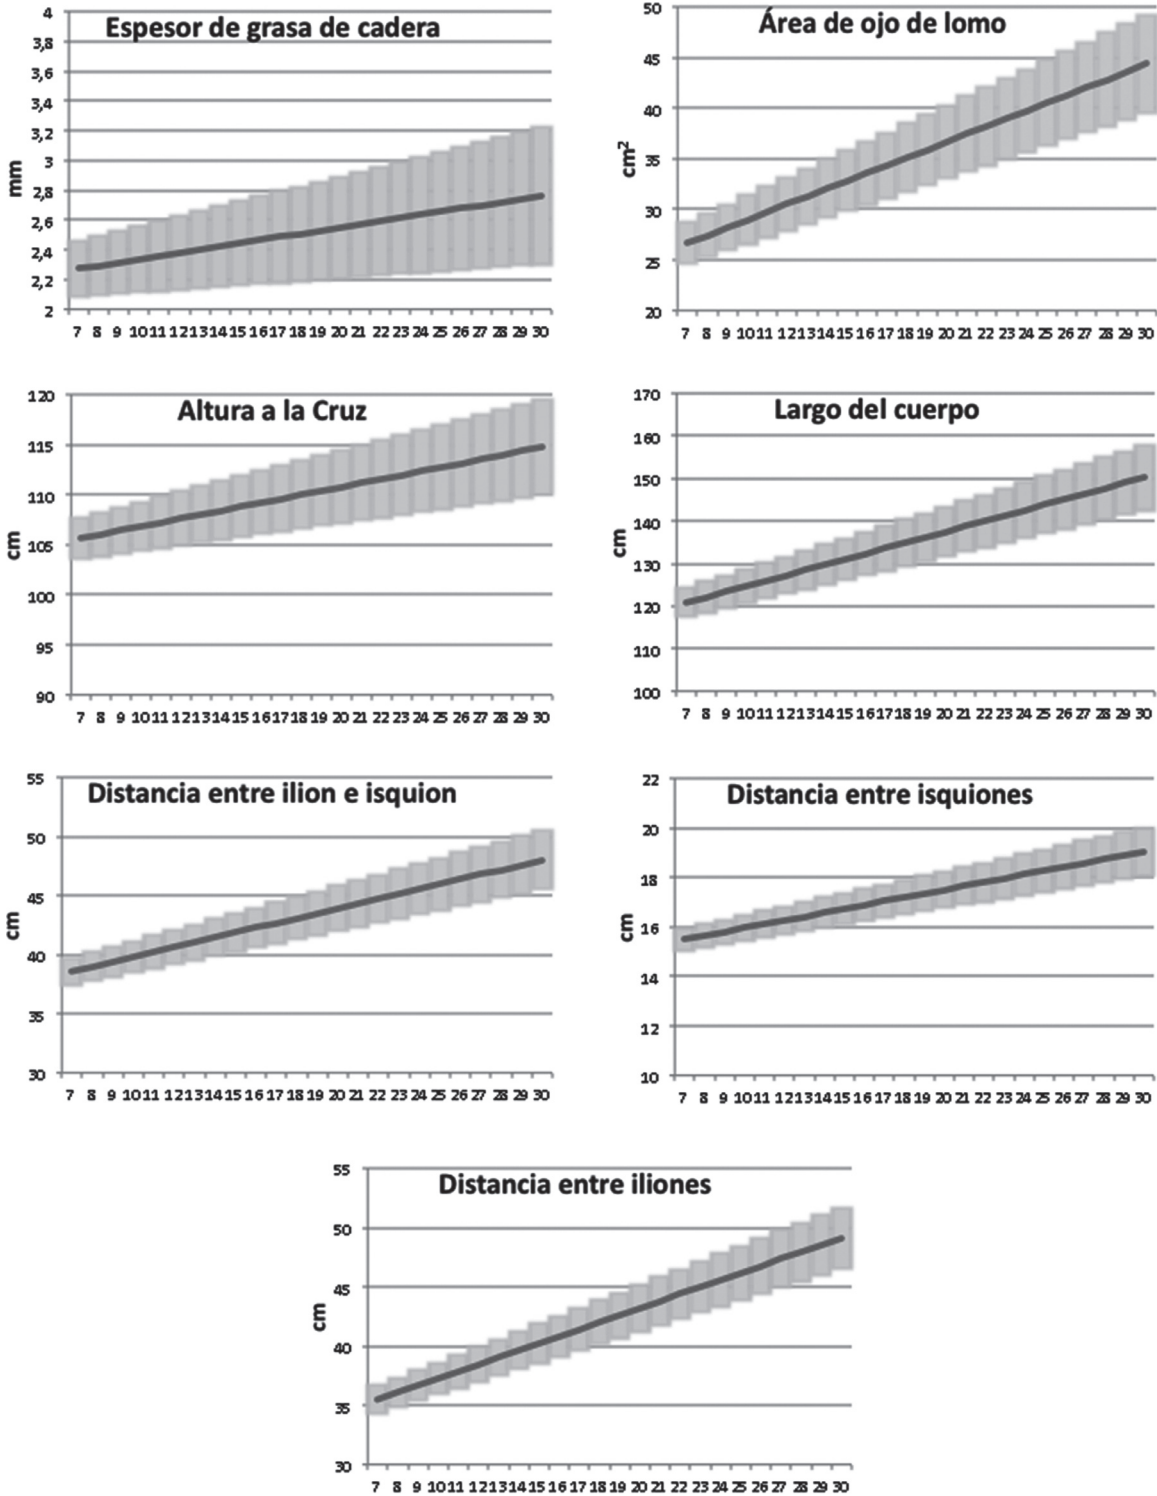 Espesor de grasa de cadera
4
3,8
3,6
3,4
3,2
3
2,8
2,6
2,4
2,2
2
mm
7 8 9 10 11 12 13 14 15 16 17 18 19 20 21 22 23 24 25 26 27 28 29 30
Área de ojo de lomo
50
45
40
35
30
25
20
cm²
7 8 9 10 11 12 13 14 15 16 17 18 19 20 21 22 23 24 25 26 27 28 29 30
Altura a la Cruz
120
115
110
105
100
95
90
cm
7 8 9 10 11 12 13 14 15 16 17 18 19 20 21 22 23 24 25 26 27 28 29 30
Largo del cuerpo
170
160
150
140
130
120
110
100
cm
7 8 9 10 11 12 13 14 15 16 17 18 19 20 21 22 23 24 25 26 27 28 29 30
Distancia entre ilion e isquion
55
50
45
40
35
30
cm
7 8 9 10 11 12 13 14 15 16 17 18 19 20 21 22 23 24 25 26 27 28 29 30
Distancia entre isquiones
22
20
18
16
14
12
10
cm
7 8 9 10 11 12 13 14 15 16 17 18 19 20 21 22 23 24 25 26 27 28 29 30
Distancia entre iliones
55
50
45
40
35
30
cm
7 8 9 10 11 12 13 14 15 16 17 18 19 20 21 22 23 24 25 26 27 28 29 30